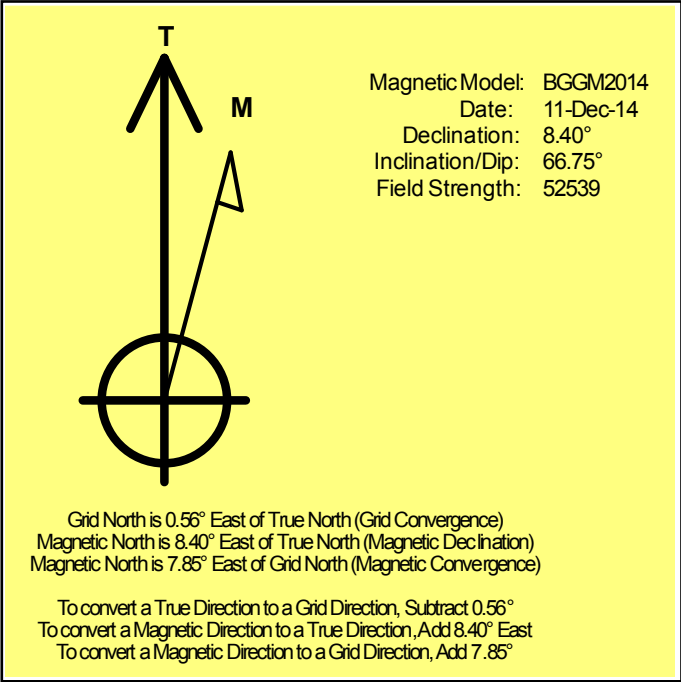 T
M
Magnetic Model: BGGM2014
Date: 11-Dec-14
Declination: 8.40°
Inclination/Dip: 66.75°
Field Strength: 52539
Grid North is 0.56° East of True North (Grid Convergence)
Magnetic North is 8.40° East of True North (Magnetic Declination)
Magnetic North is 7.85° East of Grid North (Magnetic Convergence)
To convert a True Direction to a Grid Direction, Subtract 0.56°
To convert a Magnetic Direction to a True Direction, Add 8.40° East
To convert a Magnetic Direction to a Grid Direction, Add 7.85°